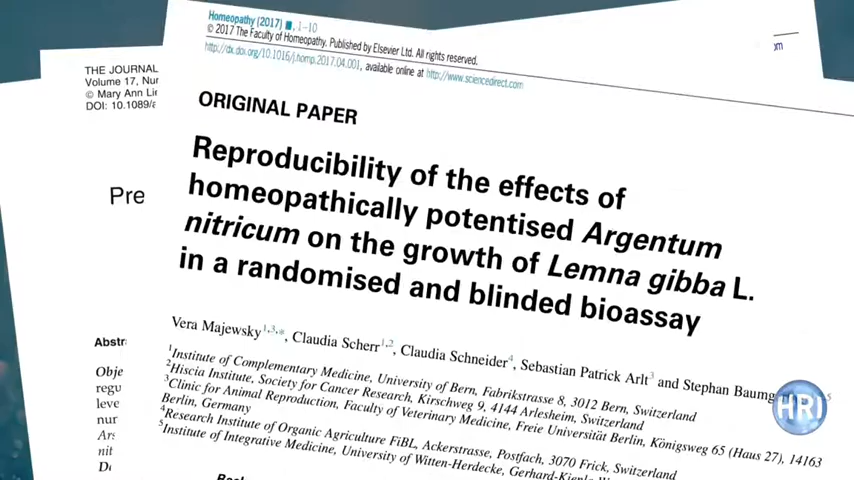 Homeopathy (2017) ■, 1–10
© 2017 The Faculty of Homeopathy. Published by Elsevier Ltd. All rights reserved.
http://dx.doi.org/10.1016/j.homp.2017.04.001, available online at http://www.sciencedirect.com
THE JOURNAL
Volume 17, Nur
© Mary Ann Lie
DOI: 10.1089/a
ORIGINAL PAPER
Reproducibility of the effects of
homeopathically potentised Argentum
nitricum on the growth of Lemna gibba L.
in a randomised and blinded bioassay
Pre
Vera Majewsky1,3,*, Claudia Scherr1,2, Claudia Schneider4, Sebastian Patrick Arlt3 and Stephan Baumg
1Institute of Complementary Medicine, University of Bern, Fabrikstrasse 8, 3012 Bern, Switzerland
2Hiscia Institute, Society for Cancer Research, Kirschweg 9, 4144 Arlesheim, Switzerland
3Clinic for Animal Reproduction, Faculty of Veterinary Medicine, Freie Universität Berlin, Königsweg 65 (Haus 27), 14163
Berlin, Germany
4Research Institute of Organic Agriculture FiBL, Ackerstrasse, Postfach, 3070 Frick, Switzerland
5Institute of Integrative Medicine, University of Witten-Herdecke,
Abstr
Obje
regu
leve
nur
Ars
nit
HRI